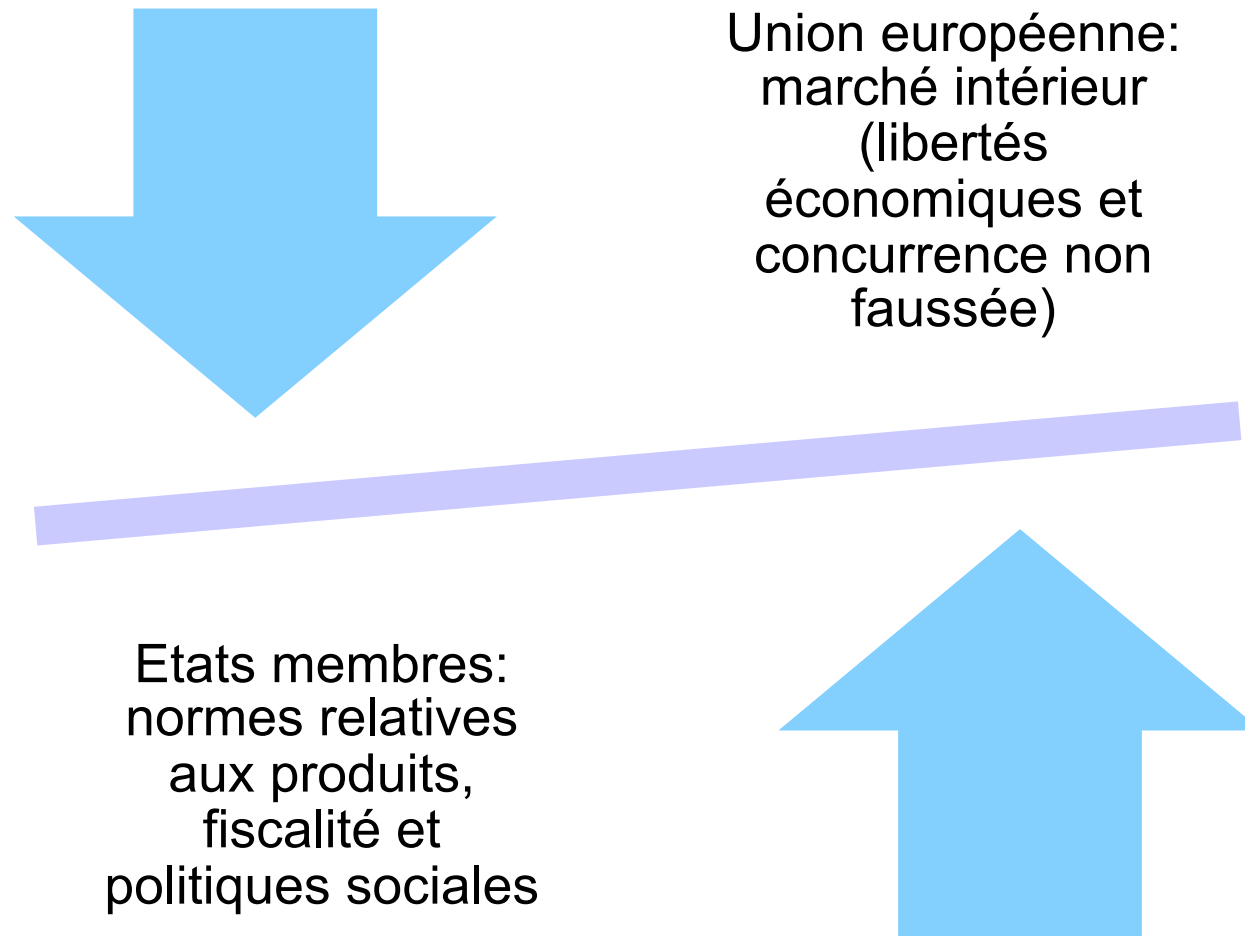 Union européenne:
marché intérieur
(libertés
économiques et
concurrence non
faussée)
Etats membres:
normes relatives
aux produits,
fiscalité et
politiques sociales